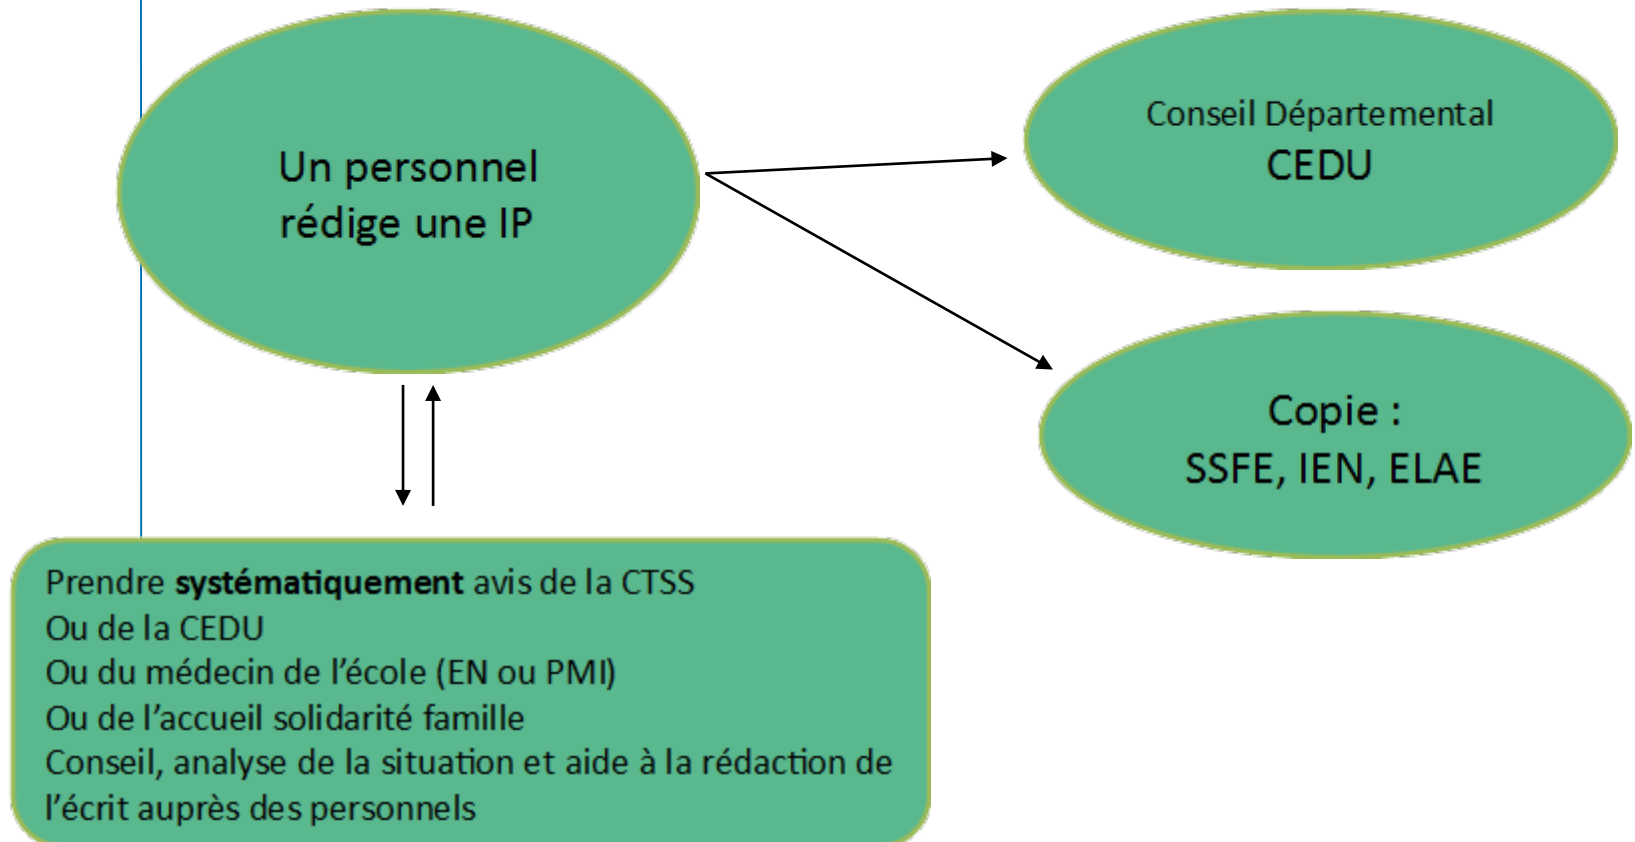 Un personnel
rédige une IP
Conseil Départemental
CEDU
Copie :
SSFE, IEN, ELAE
Prendre systématiquement avis de la CTSS
Ou de la CEDU
Ou du médecin de l’école (EN ou PMI)
Ou de l’accueil solidarité famille
Conseil, analyse de la situation et aide à la rédaction de
l’écrit auprès des personnels